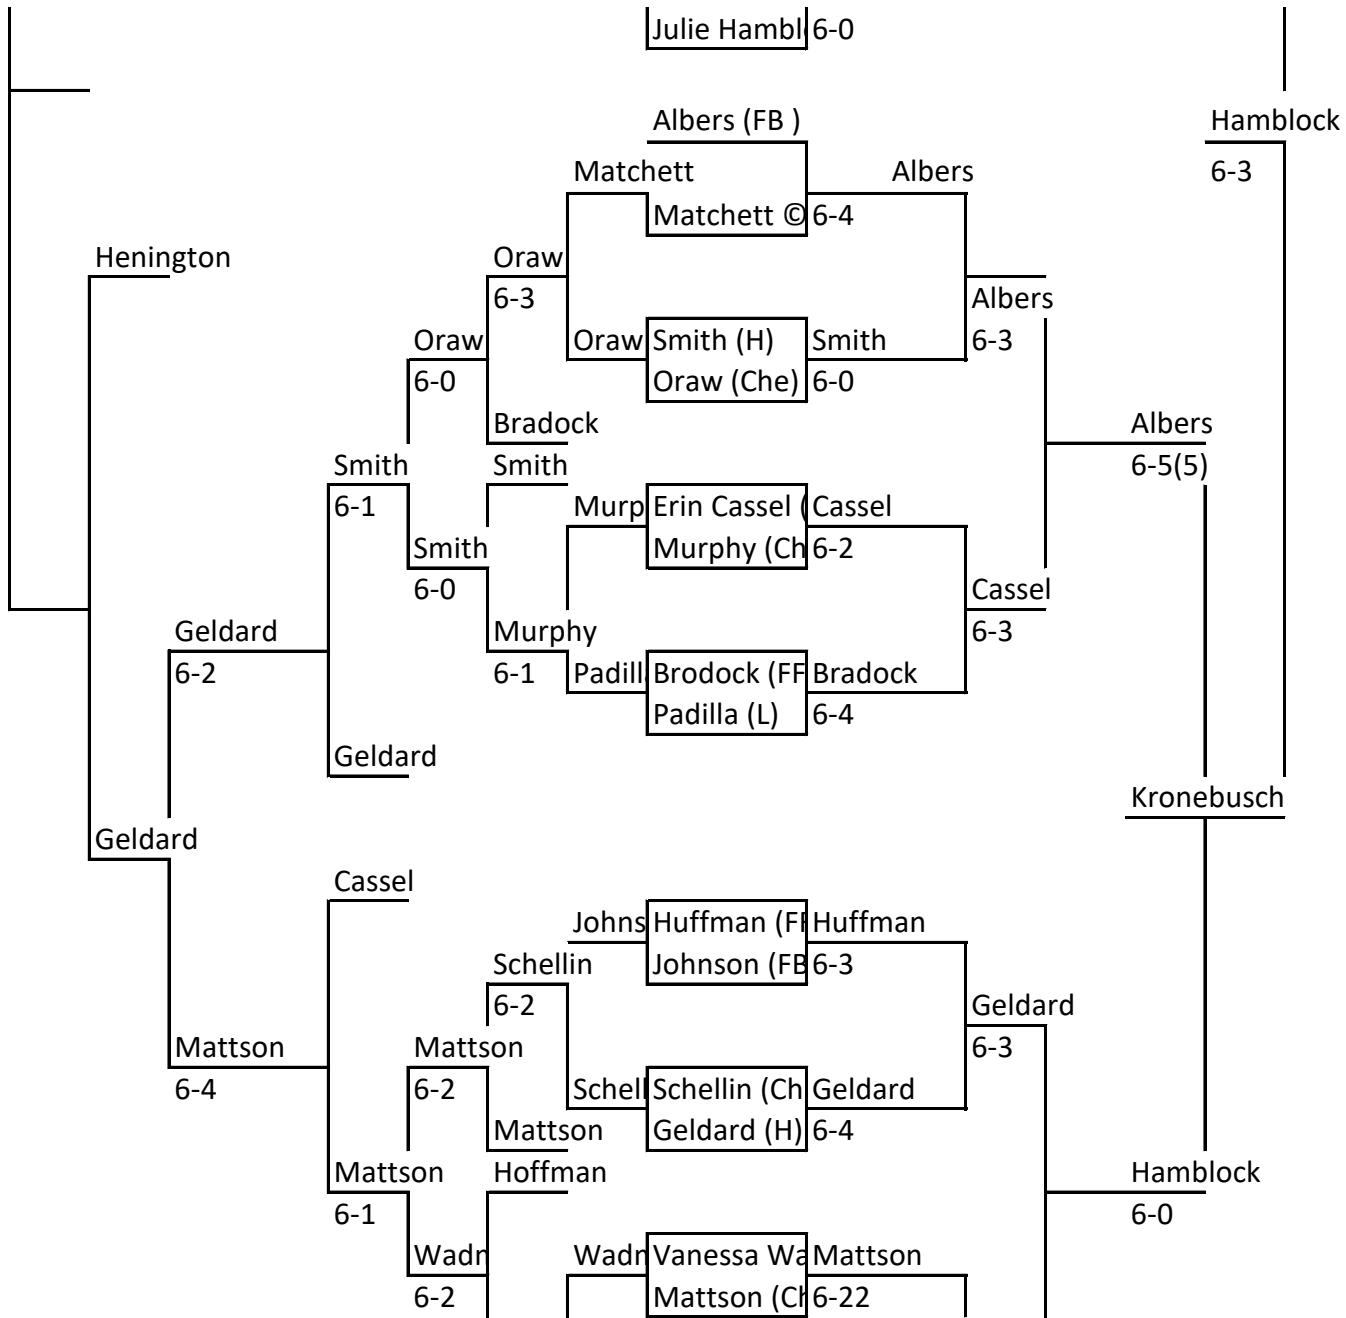 Julie Hambl 6-0
Albers (FB )
Hamblock
Matchett
Albers
6-3
Matchett © 6-4
Henington
Oraw
6-3
Albers
Oraw
Oraw
Smith (H)
Smith
6-3
6-0
Oraw (Che)
6-0
Bradock
Albers
Smith
Smith
6-5(5)
6-1
Murp
Erin Cassel (
Cassel
Smith
Murphy (Ch
6-2
6-0
Cassel
Geldard
Murphy
6-3
6-2
6-1
Padill
Brodock (FF
Bradock
Padilla (L)
6-4
Geldard
Kronebusch
Geldard
Cassel
Johns
Huffman (FF
Huffman
Schellin
Johnson (FB
6-3
6-2
Geldard
Mattson
Mattson
6-3
6-4
6-2
Schell
Schellin (Ch
Geldard
Mattson
Geldard (H)
6-4
Mattson
Hoffman
Hamblock
6-1
6-0
Wadn
Wadn
Vanessa Wa
Mattson
6-2
Mattson (Ch
6-22